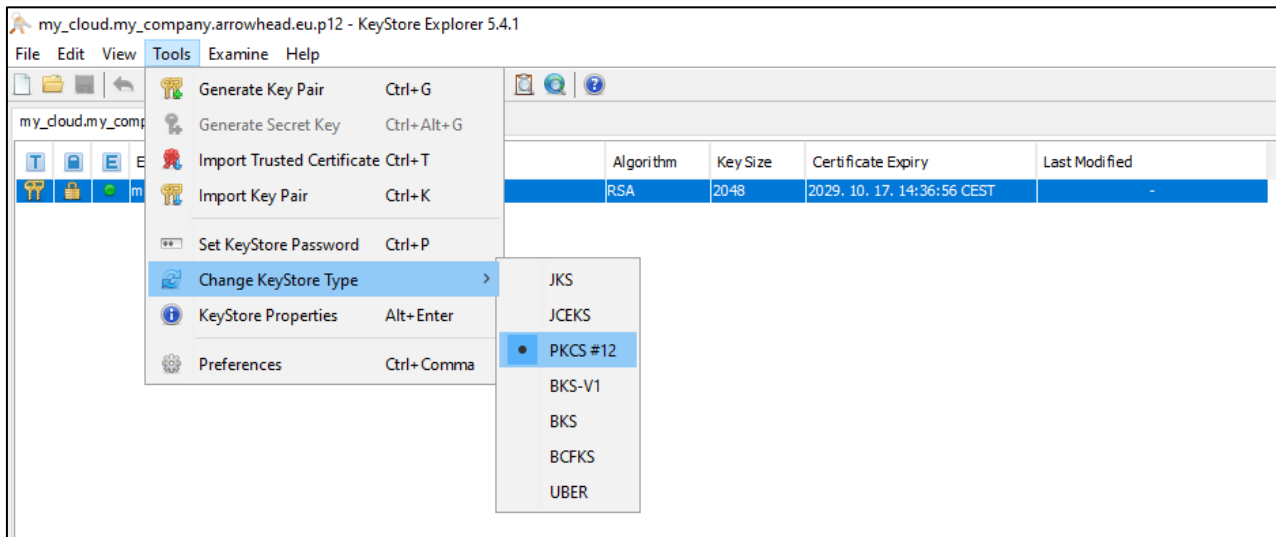 my_cloud.my_company.arrowhead.eu.p12 - KeyStore Explorer 5.4.1
File Edit View Tools Examine Help
my_cloud.my_comp
T E E Algorithm Key Size Certificate Expiry Last Modified
m RSA 2048 2029. 10. 17. 14:36:56 CEST -
Generate Key Pair Ctrl+G
Generate Secret Key Ctrl+Alt+G
Import Trusted Certificate Ctrl+T
Import Key Pair Ctrl+K
Set KeyStore Password Ctrl+P
Change KeyStore Type
KeyStore Properties Alt+Enter
Preferences Ctrl+Comma
JKS
JCEKS
PKCS #12
BKS-V1
BKS
BCFKS
UBER